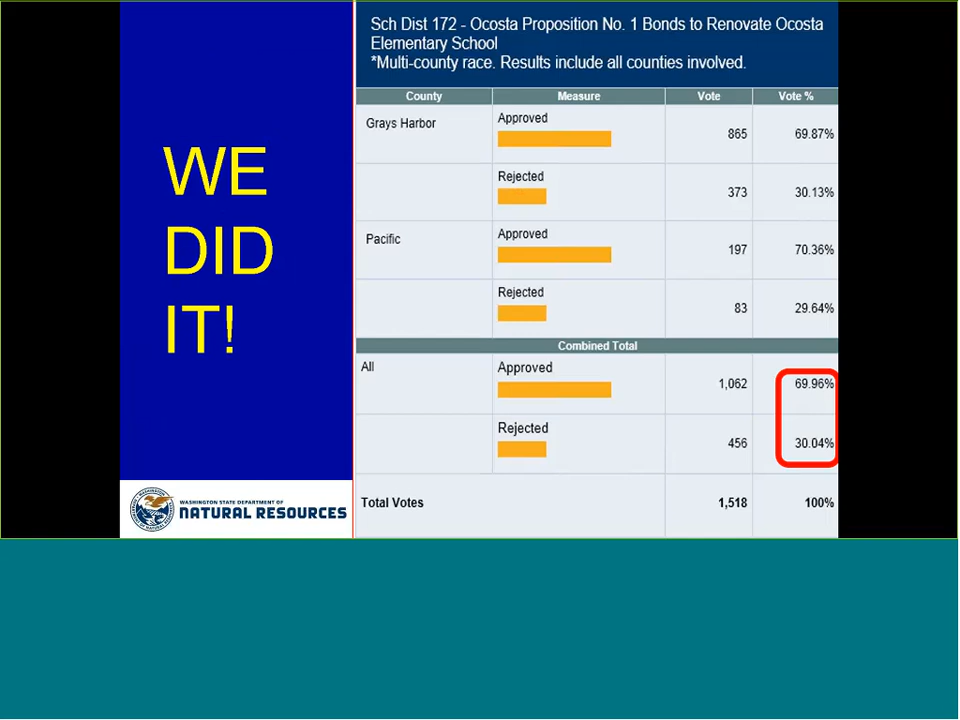 WE
DID
IT!
WASHINGTON STATE DEPARTMENT OF
NATURAL RESOURCES
Sch Dist 172 - Ocosta Proposition No. 1 Bonds to Renovate Ocosta
Elementary School
*Multi-county race. Results include all counties involved.
County Measure Vote Vote %
Grays Harbor Approved 865 69.87%
Rejected 373 30.13%
Pacific Approved 197 70.36%
Rejected 83 29.64%
Combined Total
All Approved 1,062 69.96%
Rejected 456 30.04%
Total Votes 1,518 100%